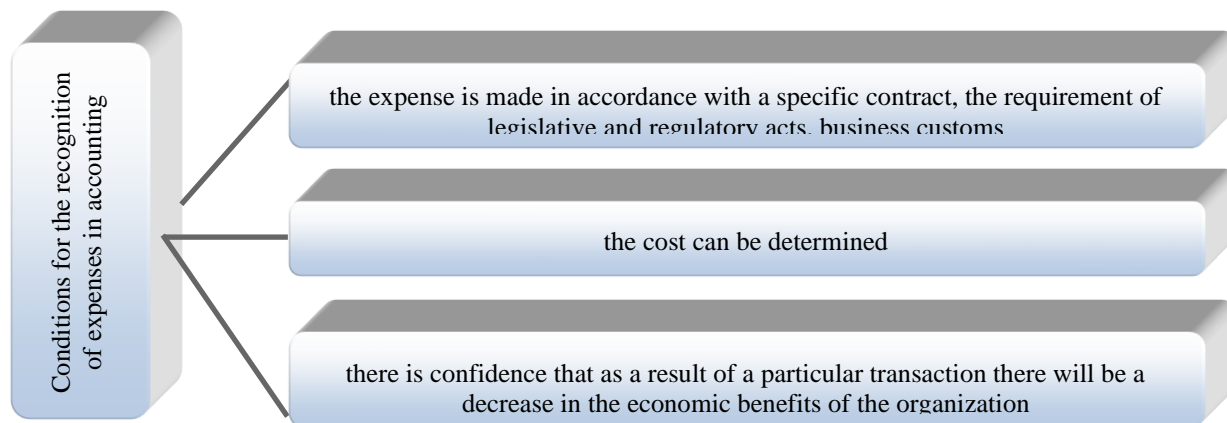 Conditions for the recognition
of expenses in accounting
the expense is made in accordance with a specific contract, the requirement of
legislative and regulatory acts, business customs
the cost can be determined
there is confidence that as a result of a particular transaction there will be a
decrease in the economic benefits of the organization